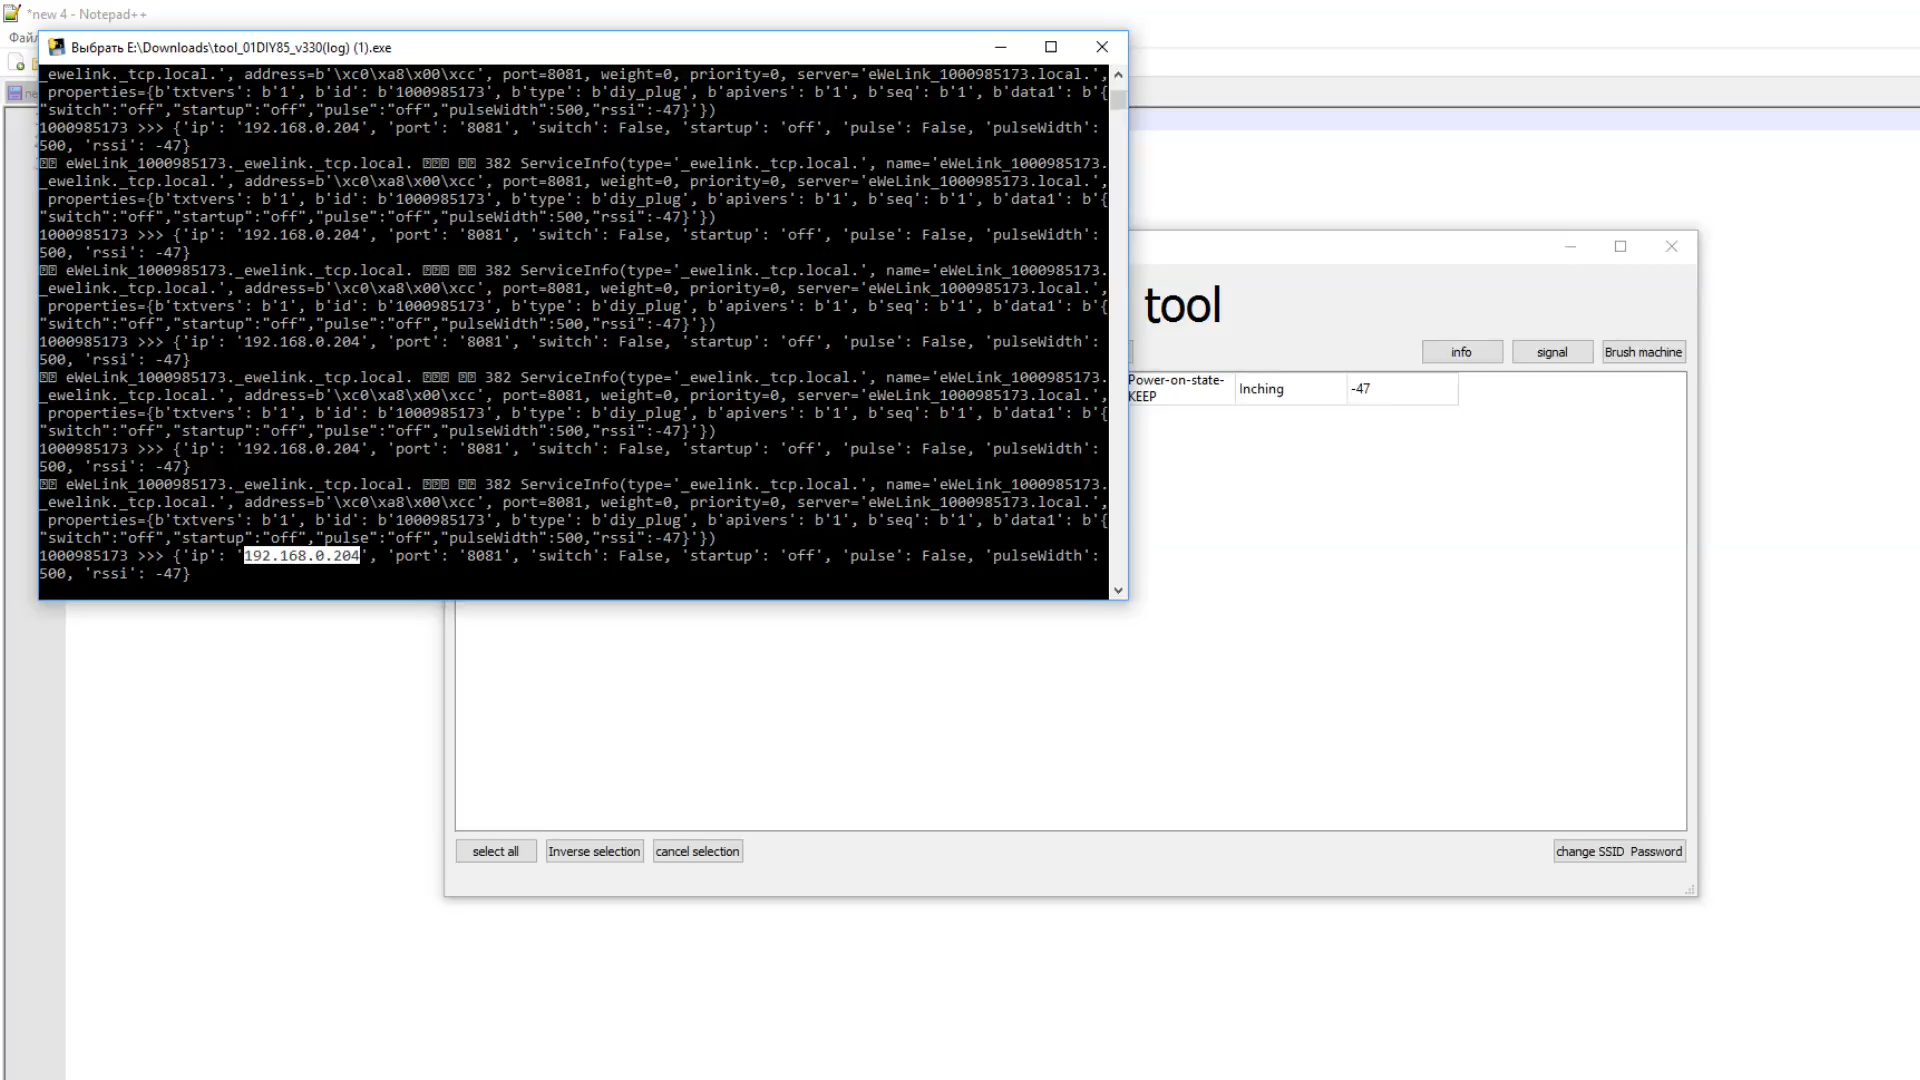 *new 4 - Notepad++
Файл
Выбрать E:\Downloads\tool_01DIY85_v330(log) (1).exe
_ewelink._tcp.local.', address=b'\xc0\xa8\x00\xcc', port=8081, weight=0, priority=0, server='eWeLink_1000985173.local.',
properties={b'txtvers': b'1', b'id': b'1000985173', b'type': b'diy_plug', b'apivers': b'1', b'seq': b'1', b'data1': b'{
"switch":"off","startup":"off","pulse":"off","pulseWidth":500,"rssi":-47}'})
1000985173 >>> {'ip': '192.168.0.204', 'port': '8081', 'switch': False, 'startup': 'off', 'pulse': False, 'pulseWidth':
500, 'rssi': -47}
eWeLink_1000985173._ewelink._tcp.local. 382 ServiceInfo(type='_ewelink._tcp.local.', name='eWeLink_1000985173.
_ewelink._tcp.local.', address=b'\xc0\xa8\x00\xcc', port=8081, weight=0, priority=0, server='eWeLink_1000985173.local.',
properties={b'txtvers': b'1', b'id': b'1000985173', b'type': b'diy_plug', b'apivers': b'1', b'seq': b'1', b'data1': b'{
"switch":"off","startup":"off","pulse":"off","pulseWidth":500,"rssi":-47}'})
1000985173 >>> {'ip': '192.168.0.204', 'port': '8081', 'switch': False, 'startup': 'off', 'pulse': False, 'pulseWidth':
500, 'rssi': -47}
eWeLink_1000985173._ewelink._tcp.local. 382 ServiceInfo(type='_ewelink._tcp.local.', name='eWeLink_1000985173.
_ewelink._tcp.local.', address=b'\xc0\xa8\x00\xcc', port=8081, weight=0, priority=0, server='eWeLink_1000985173.local.',
properties={b'txtvers': b'1', b'id': b'1000985173', b'type': b'diy_plug', b'apivers': b'1', b'seq': b'1', b'data1': b'{
"switch":"off","startup":"off","pulse":"off","pulseWidth":500,"rssi":-47}'})
1000985173 >>> {'ip': '192.168.0.204', 'port': '8081', 'switch': False, 'startup': 'off', 'pulse': False, 'pulseWidth':
500, 'rssi': -47}
eWeLink_1000985173._ewelink._tcp.local. 382 ServiceInfo(type='_ewelink._tcp.local.', name='eWeLink_1000985173.
_ewelink._tcp.local.', address=b'\xc0\xa8\x00\xcc', port=8081, weight=0, priority=0, server='eWeLink_1000985173.local.',
properties={b'txtvers': b'1', b'id': b'1000985173', b'type': b'diy_plug', b'apivers': b'1', b'seq': b'1', b'data1': b'{
"switch":"off","startup":"off","pulse":"off","pulseWidth":500,"rssi":-47}'})
1000985173 >>> {'ip': '192.168.0.204', 'port': '8081', 'switch': False, 'startup': 'off', 'pulse': False, 'pulseWidth':
500, 'rssi': -47}
eWeLink_1000985173._ewelink._tcp.local. 382 ServiceInfo(type='_ewelink._tcp.local.', name='eWeLink_1000985173.
_ewelink._tcp.local.', address=b'\xc0\xa8\x00\xcc', port=8081, weight=0, priority=0, server='eWeLink_1000985173.local.',
properties={b'txtvers': b'1', b'id': b'1000985173', b'type': b'diy_plug', b'apivers': b'1', b'seq': b'1', b'data1': b'{
"switch":"off","startup":"off","pulse":"off","pulseWidth":500,"rssi":-47}'})
1000985173 >>> {'ip': '192.168.0.204', 'port': '8081', 'switch': False, 'startup': 'off', 'pulse': False, 'pulseWidth':
500, 'rssi': -47}
tool
info signal Brush machine
Power-on-state-
KEEP
Inching
-47
select all Inverse selection cancel selection change SSID Password